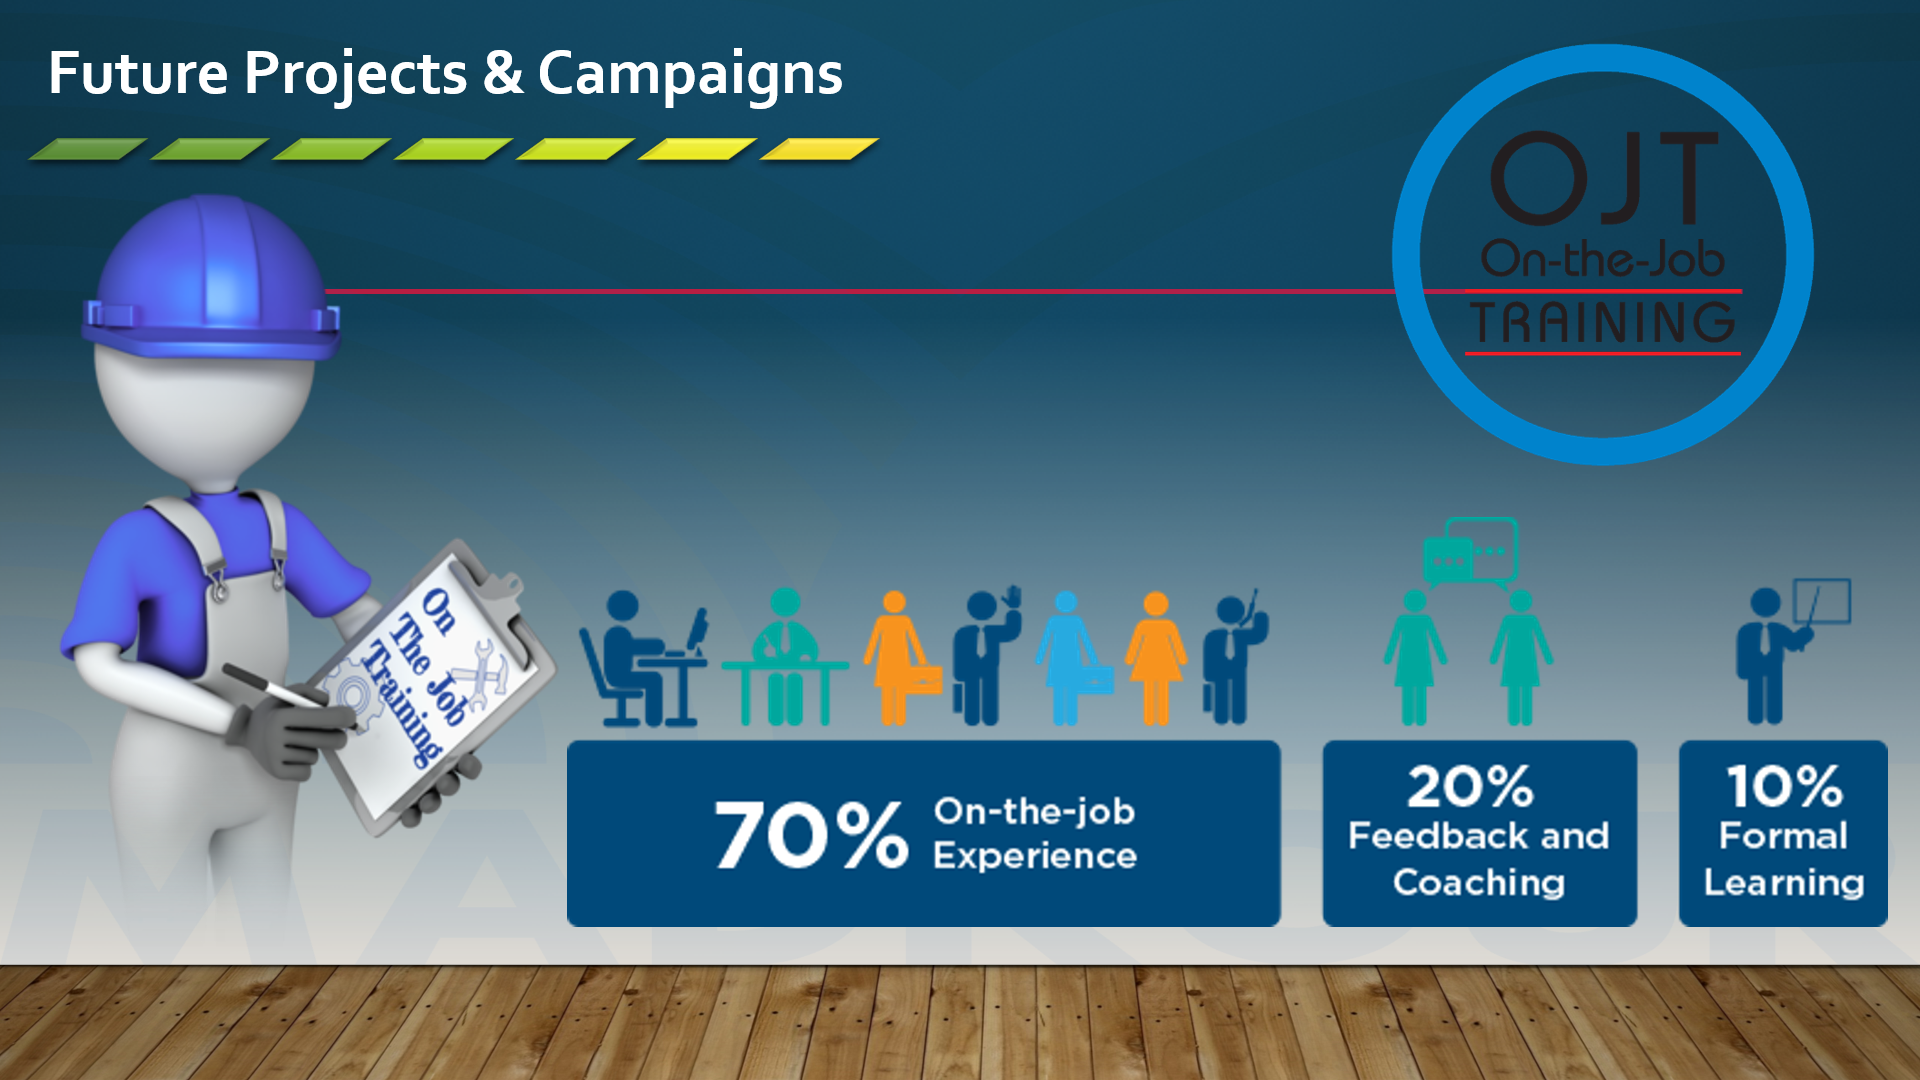 Future Projects & Campaigns
OJT
On-the-Job
TRAINING
On
The Job
Training
70%
On-the-job
Experience
20%
Feedback and
Coaching
10%
Formal
Learning